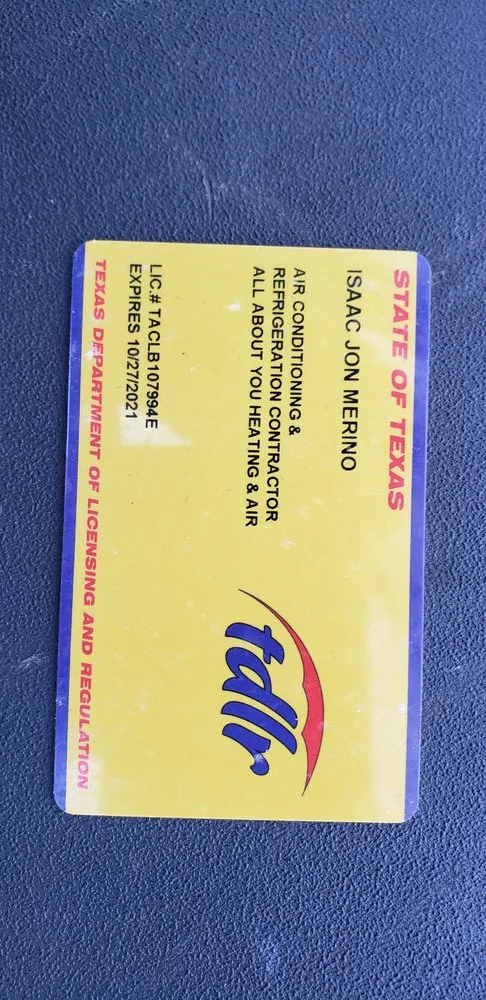 STATE OF TEXAS
ISAAC JON MERINO
AIR CONDITIONING &
REFRIGERATION CONTRACTOR
ALL ABOUT YOU HEATING & AIR
tdlr
LIC.# TACLB107994E
EXPIRES 10/27/2021
TEXAS DEPARTMENT OF LICENSING AND REGULATION